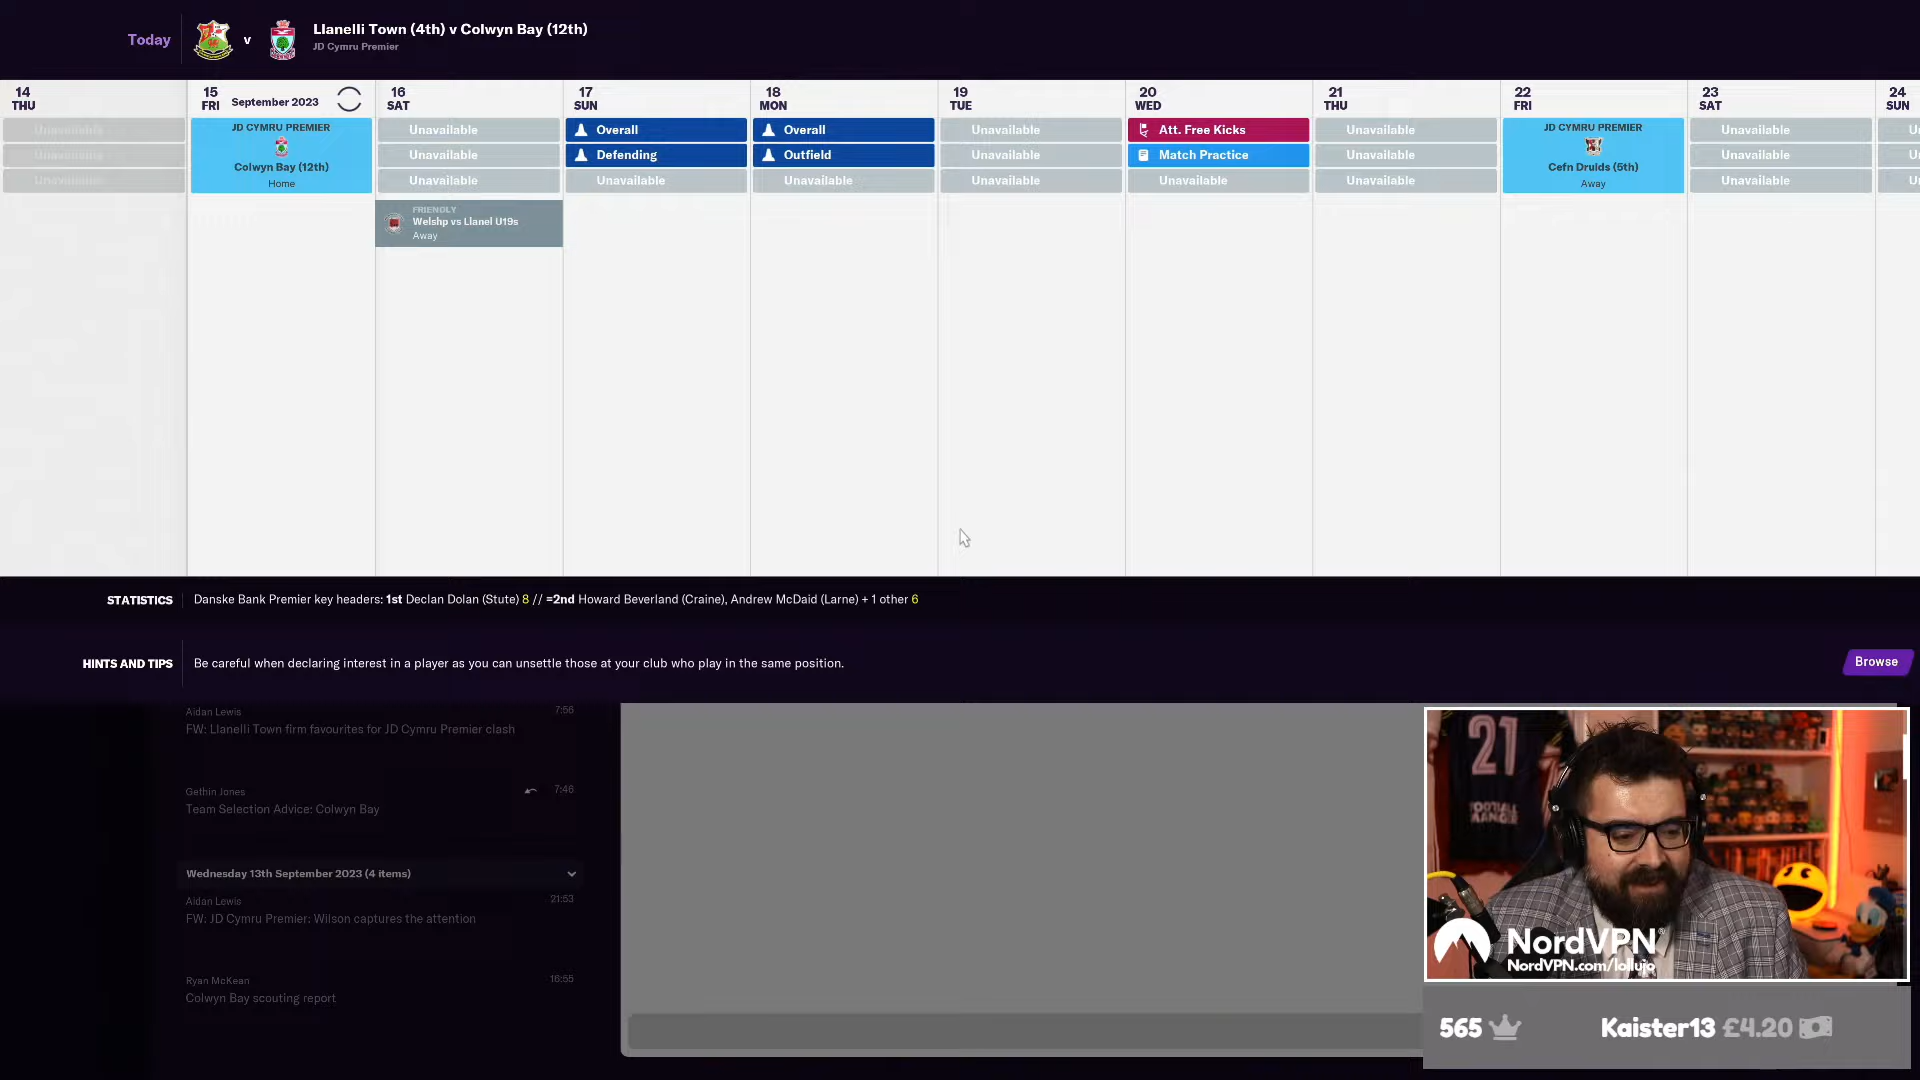 Today
v
Llanelli Town (4th) v Colwyn Bay (12th)
JD Cymru Premier
14
THU
15
FRI
September 2023
16
SAT
17
SUN
18
MON
19
TUE
20
WED
21
THU
22
FRI
23
SAT
24
SUN
Unavailable
Unavailable
Unavailable
JD CYMRU PREMIER
Colwyn Bay (12th)
Home
Unavailable
Unavailable
Unavailable
FRIENDLY
Welshp vs Llanel U19s
Away
Overall
Defending
Unavailable
Overall
Outfield
Unavailable
Unavailable
Unavailable
Unavailable
Att. Free Kicks
Match Practice
Unavailable
Unavailable
Unavailable
Unavailable
JD CYMRU PREMIER
Cefn Druids (5th)
Away
Unavailable
Unavailable
Unavailable
STATISTICS
Danske Bank Premier key headers: 1st Declan Dolan (Stute) 8 // =2nd Howard Beverland (Craine), Andrew McDaid (Larne) + 1 other 6
HINTS AND TIPS
Be careful when declaring interest in a player as you can unsettle those at your club who play in the same position.
Browse
Aidan Lewis 7:56
FW: Llanelli Town firm favourites for JD Cymru Premier clash
Gethin Jones 7:46
Team Selection Advice: Colwyn Bay
Wednesday 13th September 2023 (4 items)
Aidan Lewis 21:53
FW: JD Cymru Premier: Wilson captures the attention
Ryan McKean 16:55
Colwyn Bay scouting report
21
FOOTBALL
NordVPN
NordVPN.com/lollujo
565
Kaister13 £4.20